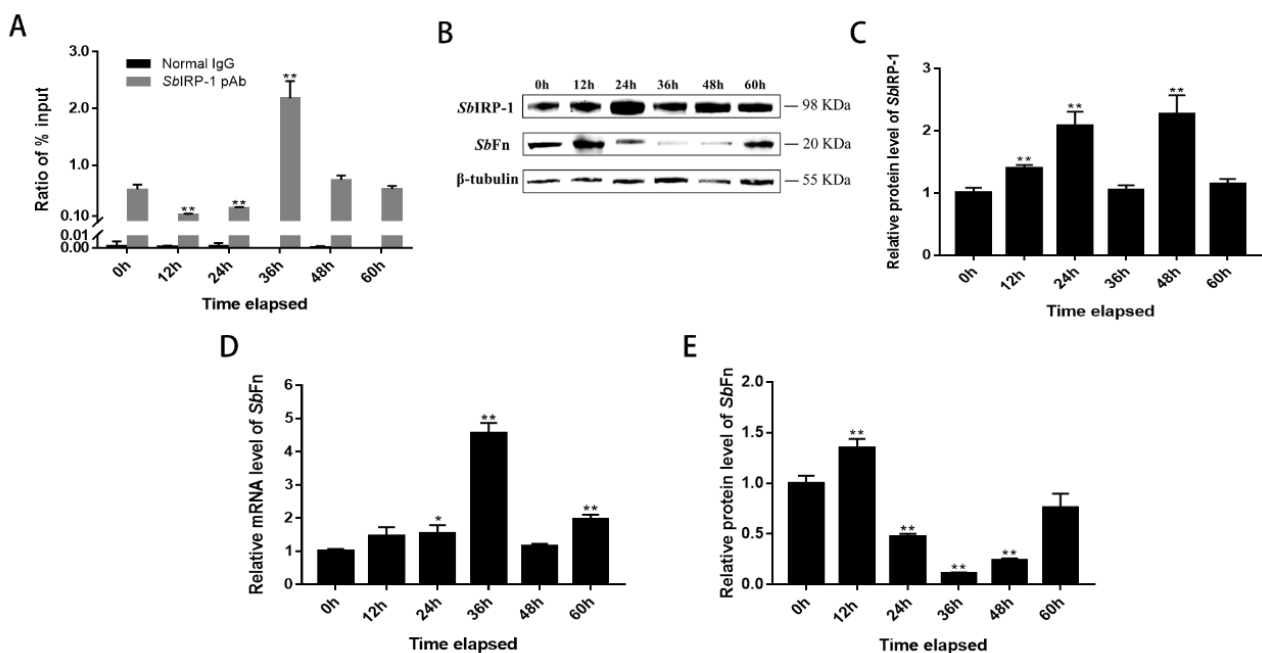 A
Ratio of % input
3.0
2.0
1.0
0.10
0.01
0.00
Normal IgG
SbIRP-1 pAb
**
**
**
0h
12h
24h
36h
48h
60h
Time elapsed
B
0h 12h 24h 36h 48h 60h
SbIRP-1 — 98 KDa
SbFn — 20 KDa
β-tubulin — 55 KDa
C
Relative protein level of SbIRP-1
3
2
1
0
**
**
**
0h
12h
24h
36h
48h
60h
Time elapsed
D
Relative mRNA level of SbFn
6
5
4
3
2
1
0
*
**
**
0h
12h
24h
36h
48h
60h
Time elapsed
E
Relative protein level of SbFn
2.0
1.5
1.0
0.5
0.0
**
**
**
**
0h
12h
24h
36h
48h
60h
Time elapsed